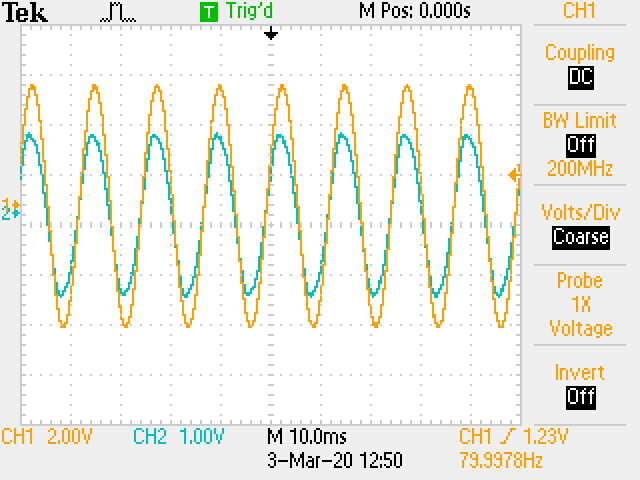 Tek T Trig'd M Pos: 0.000s CH1
Coupling
DC
BW Limit
Off
200MHz
Volts/Div
Coarse
Probe
1X
Voltage
Invert
Off
1
2
CH1 2.00V CH2 1.00V M 10.0ms CH1 1.23V
3-Mar-20 12:50 79.9978Hz